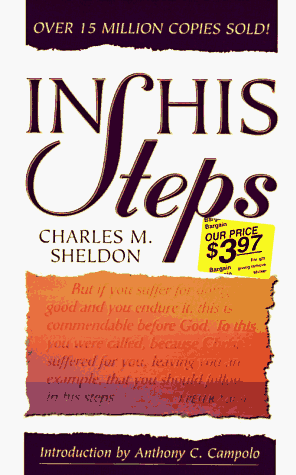 OVER 15 MILLION COPIES SOLD!
IN HIS
Steps
CHARLES M.
SHELDON
Bargain
OUR PRICE
$3.97
Bargain
But if you suffer for doing
good and you endure it, this is
commendable before God. To this
you were called, because Christ
suffered for you, leaving you an
example, that you should follow
in his steps
Introduction by Anthony C. Campolo